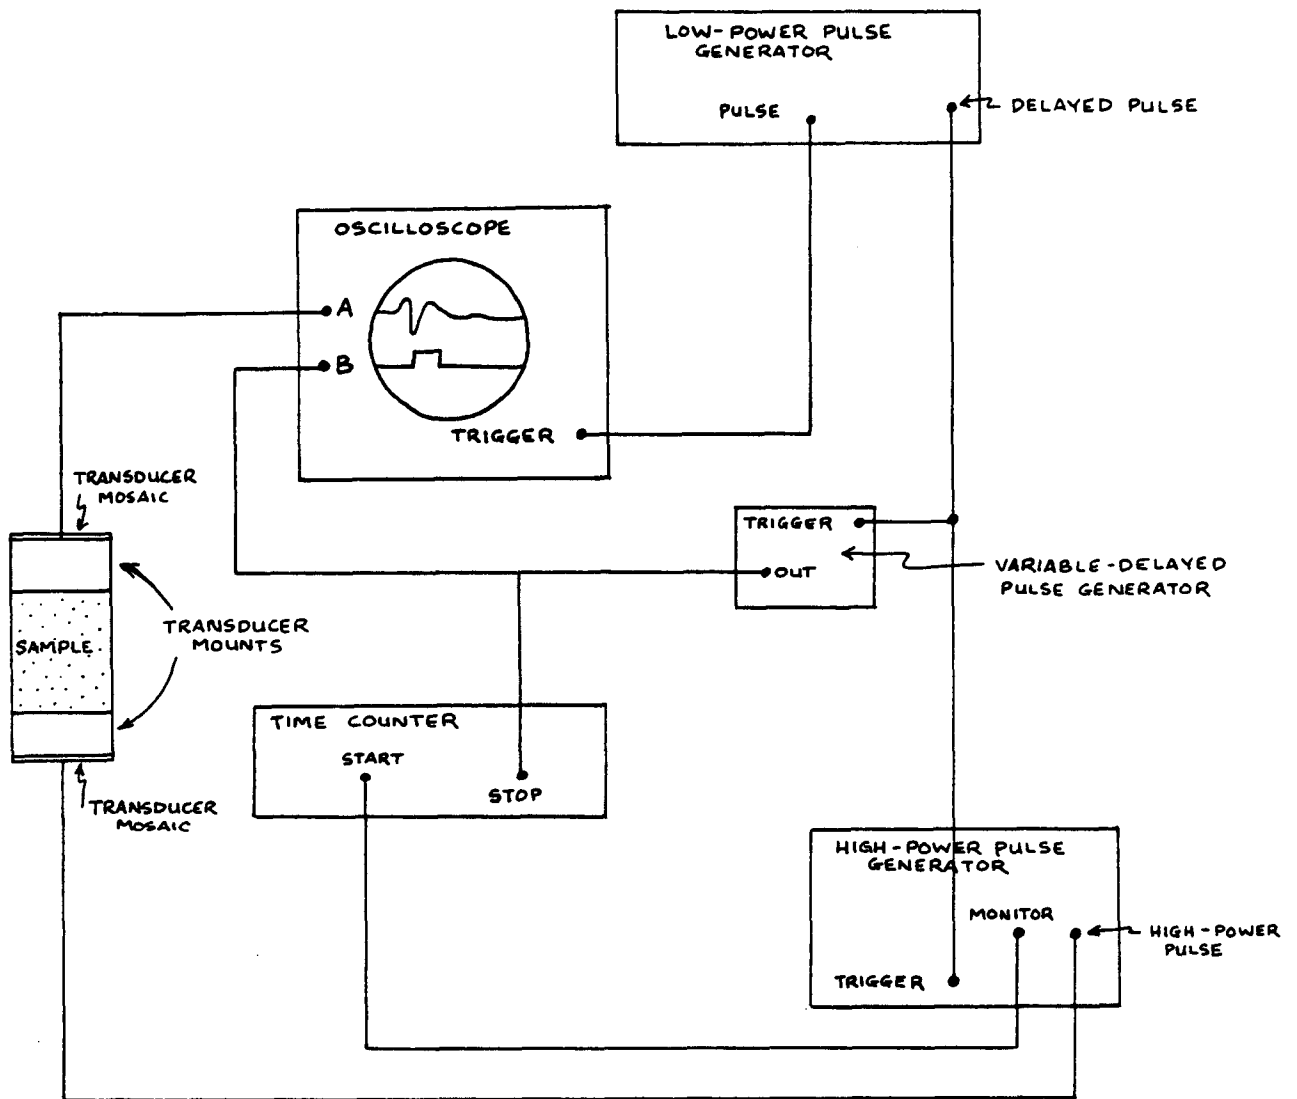 LOW-POWER PULSE
GENERATOR
PULSE
DELAYED PULSE
OSCILLOSCOPE
A
B
TRIGGER
TRANSDUCER
MOSAIC
TRIGGER
OUT
VARIABLE-DELAYED
PULSE GENERATOR
SAMPLE
TRANSDUCER
MOUNTS
TIME COUNTER
START
STOP
TRANSDUCER
MOSAIC
HIGH-POWER PULSE
GENERATOR
MONITOR
HIGH-POWER
PULSE
TRIGGER